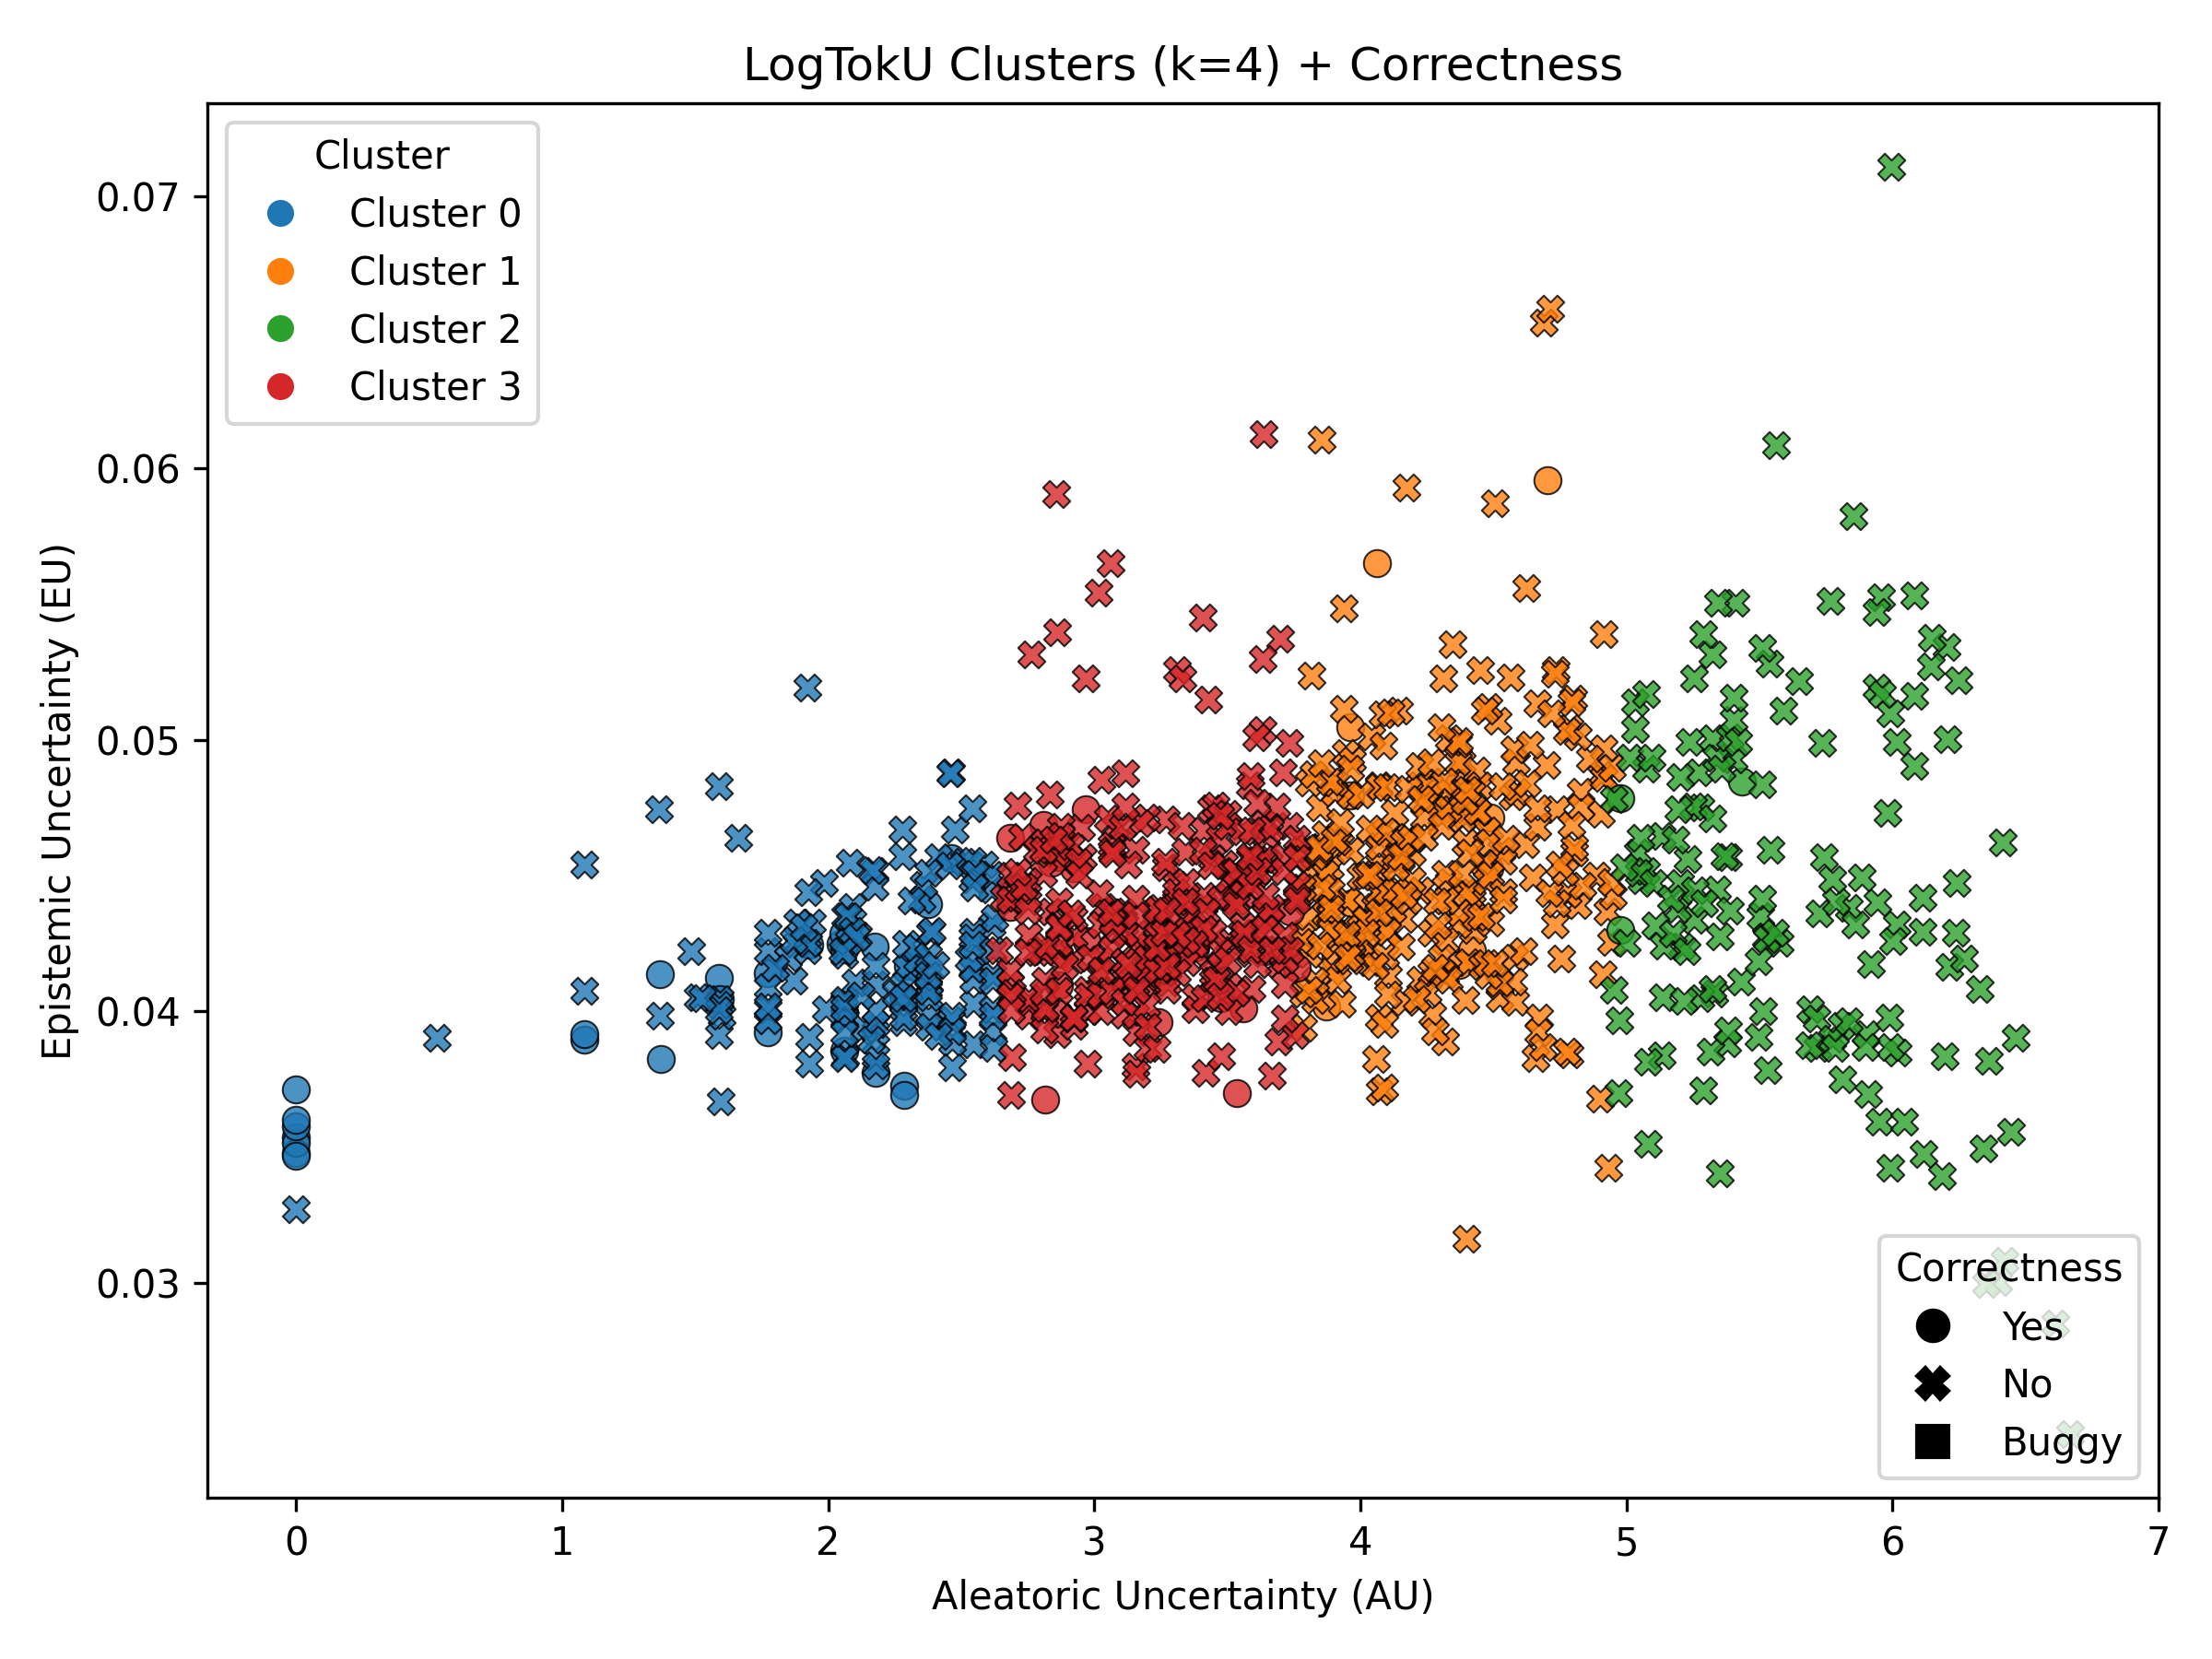 LogTokU Clusters (k=4) + Correctness
Cluster
Cluster 0
Cluster 1
Cluster 2
Cluster 3
0.07
0.06
0.05
0.04
0.03
Epistemic Uncertainty (EU)
Correctness
Yes
No
Buggy
0 1 2 3 4 5 6 7
Aleatoric Uncertainty (AU)